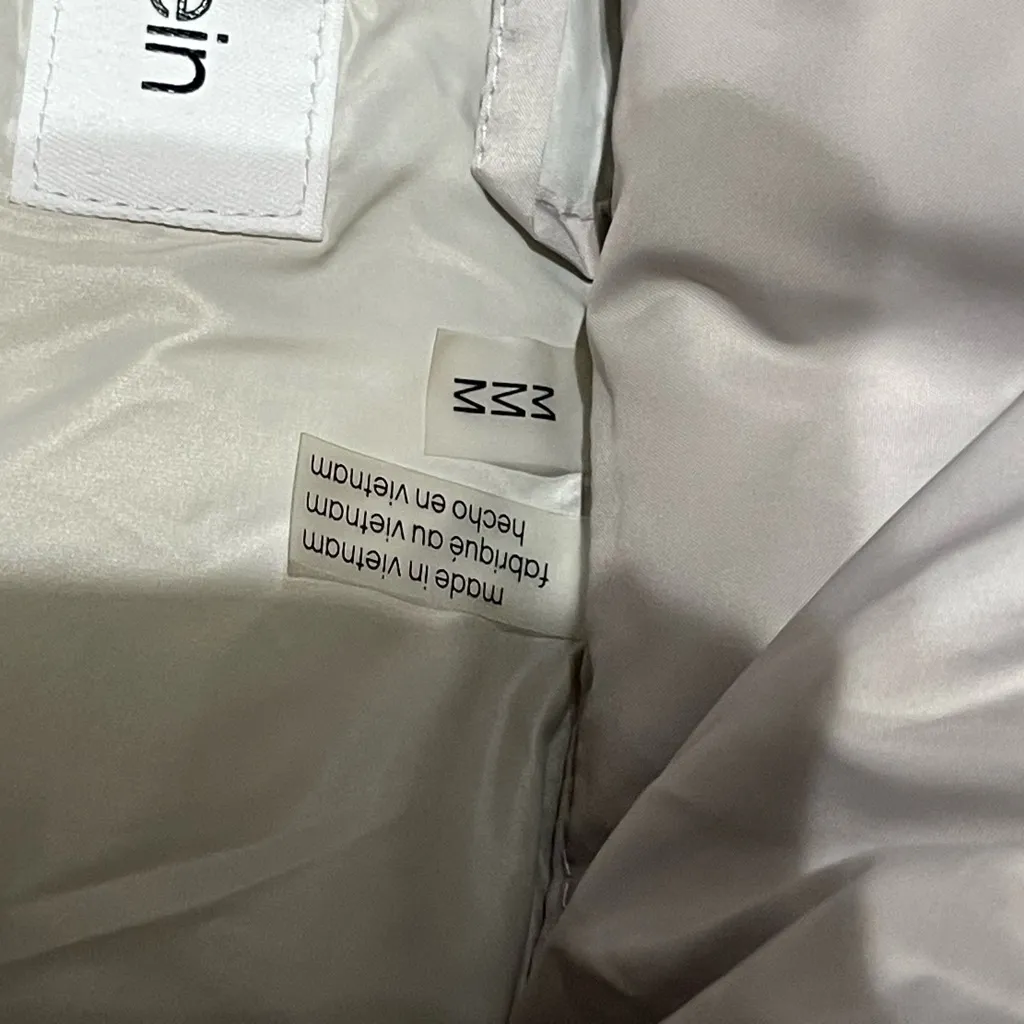 ein
M
M
M
made in vietnam
fabriqué au vietnam
hecho en vietnam